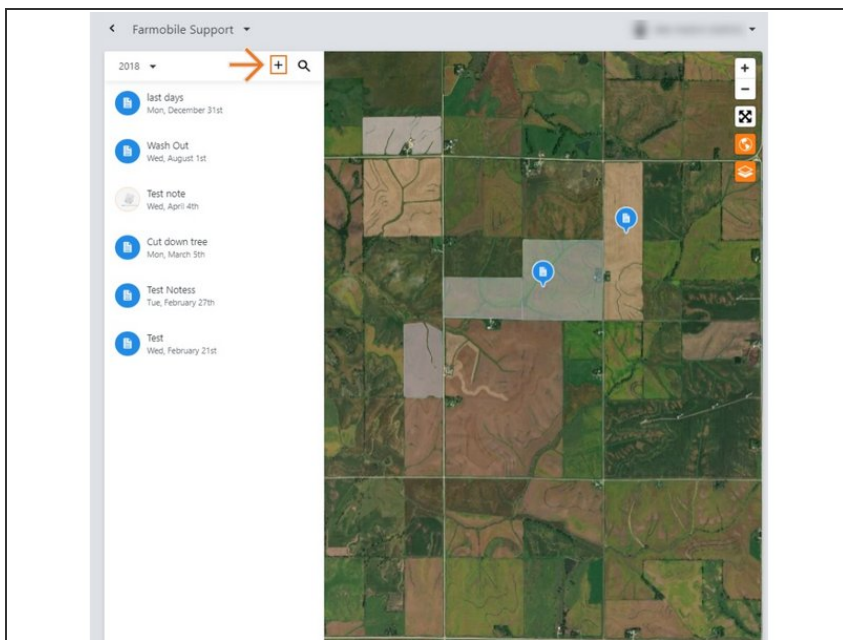 Farmobile Support
2018
last days
Mon, December 31st
Wash Out
Wed, August 1st
Test note
Wed, April 4th
Cut down tree
Mon, March 5th
Test Notess
Tue, February 27th
Test
Wed, February 21st